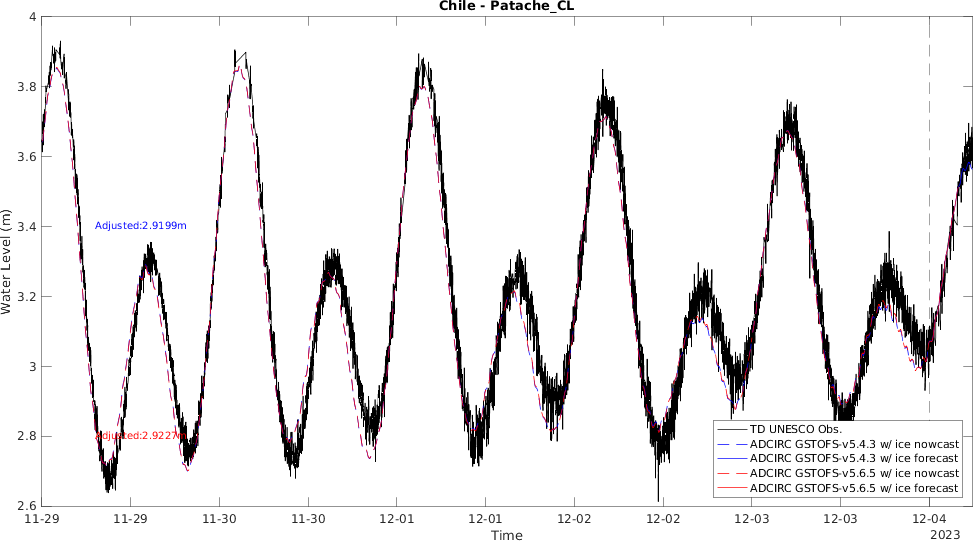 Chile - Patache_CL
Water Level (m)
4
3.8
3.6
3.4
3.2
3
2.8
2.6
Adjusted:2.9199m
Adjusted:2.9227m
TD UNESCO Obs.
ADCIRC GSTOFS-v5.4.3 w/ ice nowcast
ADCIRC GSTOFS-v5.4.3 w/ ice forecast
ADCIRC GSTOFS-v5.6.5 w/ ice nowcast
ADCIRC GSTOFS-v5.6.5 w/ ice forecast
11-29 11-29 11-30 11-30 12-01 12-01 12-02 12-02 12-03 12-03 12-04
Time
2023